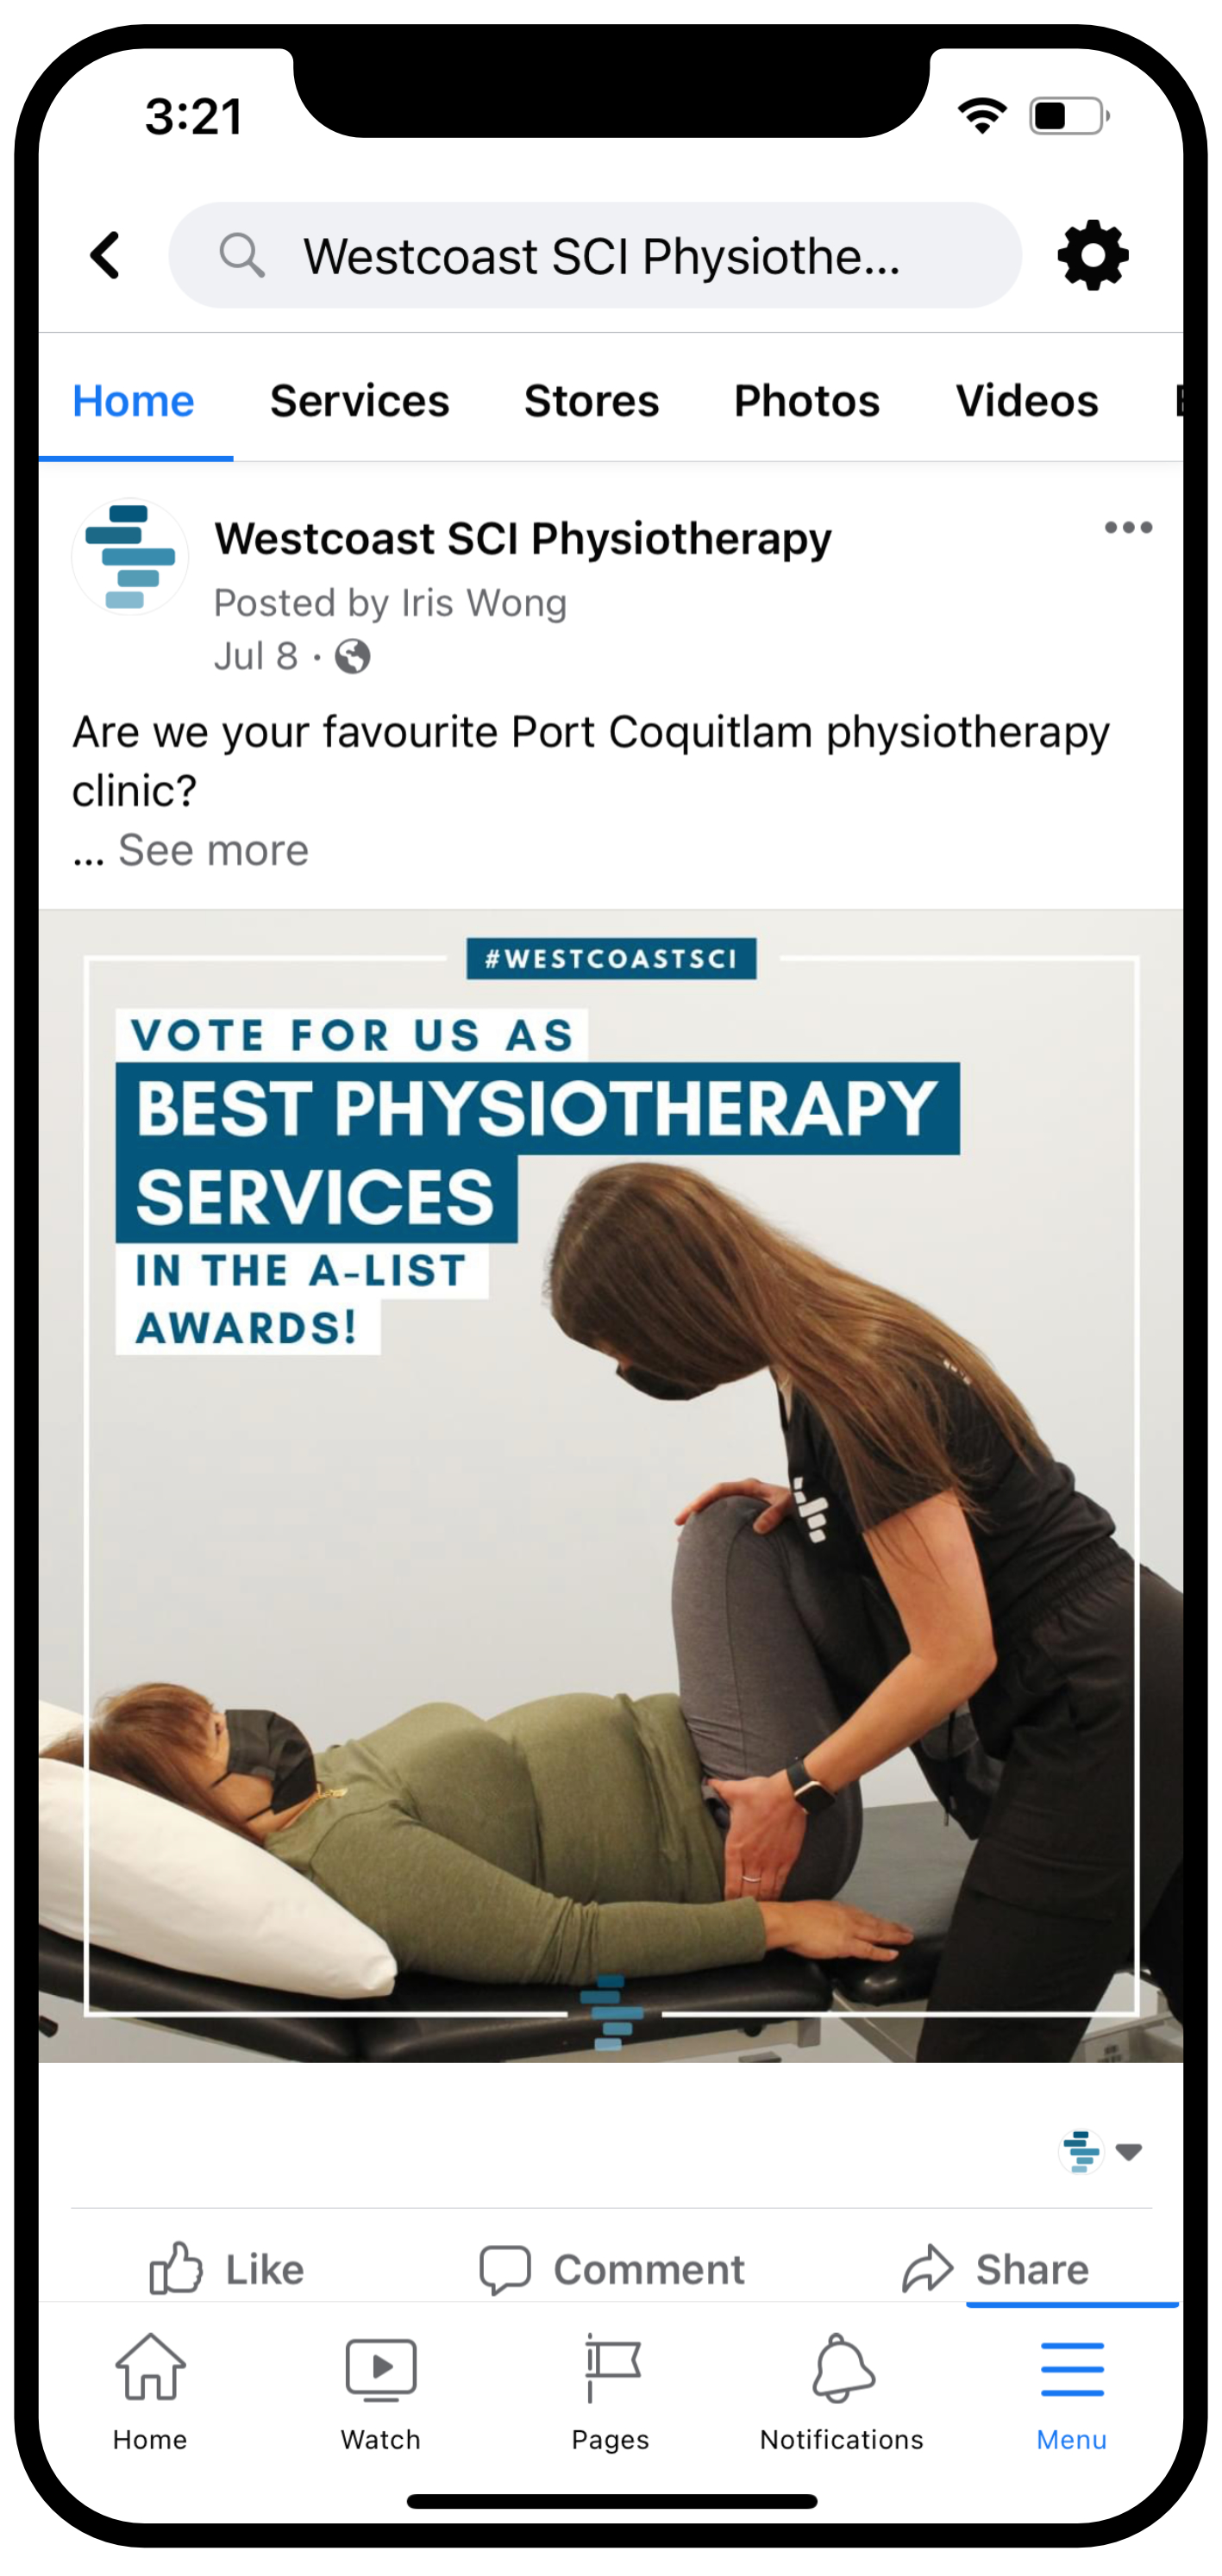 3:21
Westcoast SCI Physiothe...
Home Services Stores Photos Videos
Westcoast SCI Physiotherapy
Posted by Iris Wong
Jul 8 ·
Are we your favourite Port Coquitlam physiotherapy
clinic?
... See more
#WESTCOASTSCI
VOTE FOR US AS
BEST PHYSIOTHERAPY
SERVICES
IN THE A-LIST
AWARDS!
Like Comment Share
Home Watch Pages Notifications Menu